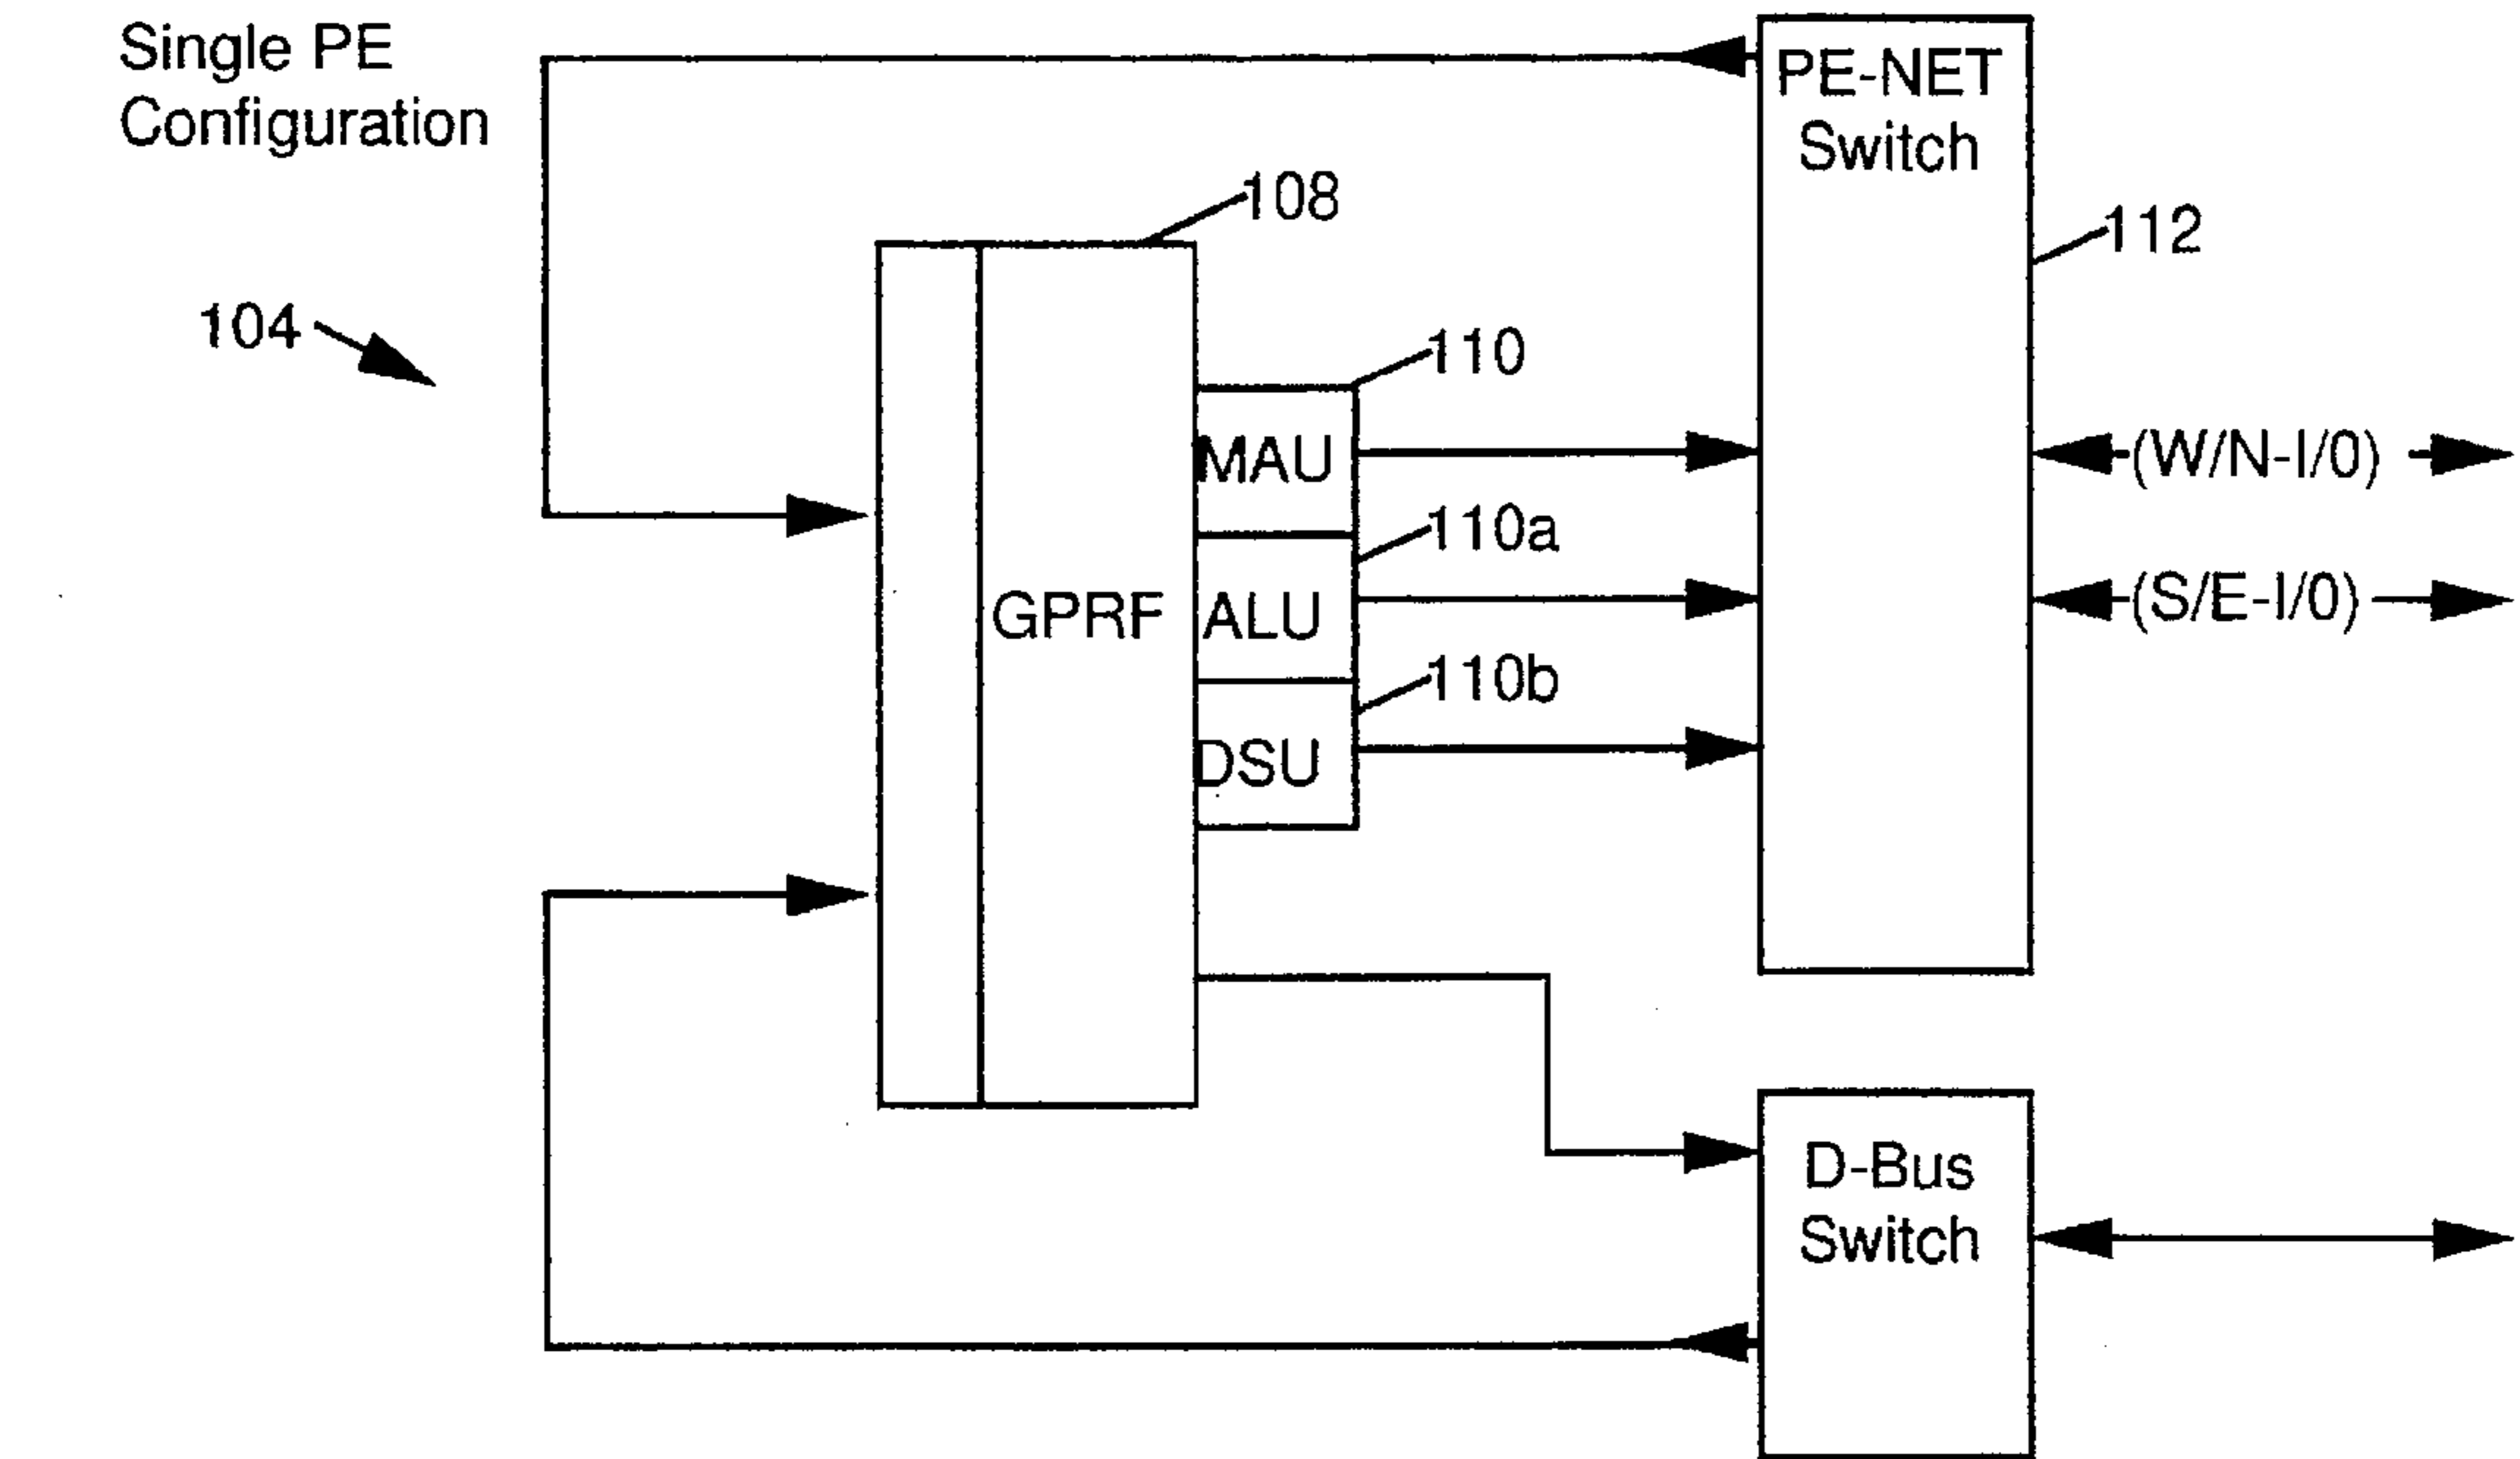 Single PE
Configuration
PE-NET
Switch
108
112
104
110
MAU
(W/N-I/0)
110a
GPRF
ALU
(S/E-I/0)
110b
DSU
D-Bus
Switch